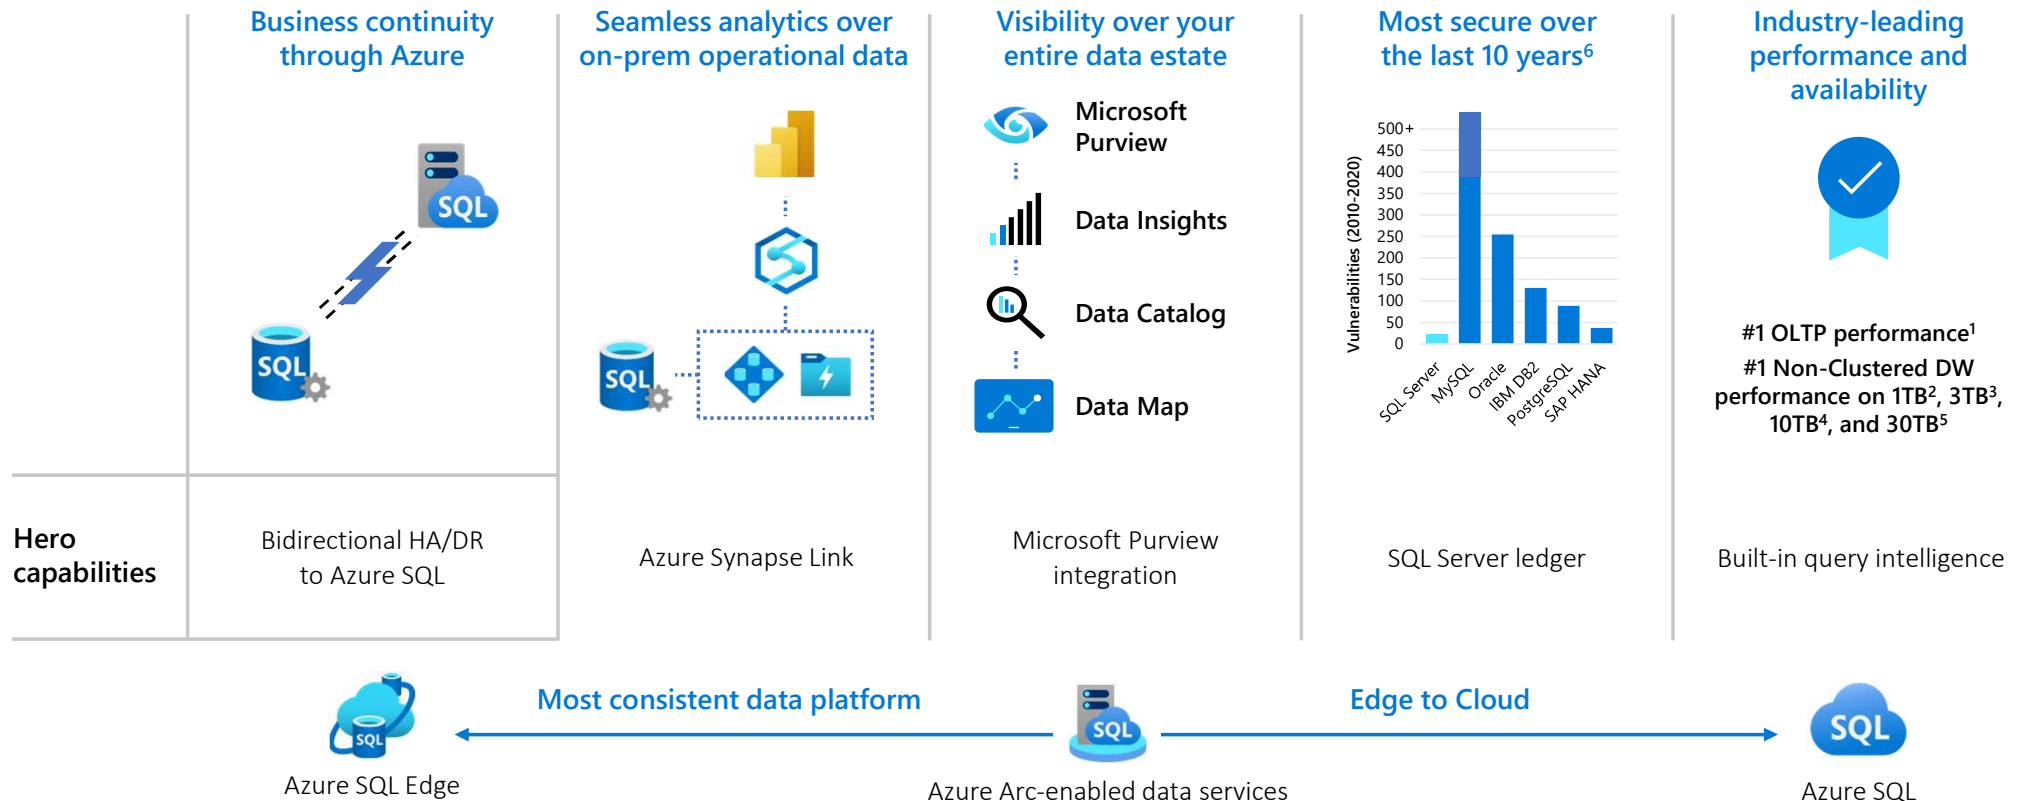 Business continuity
through Azure
SQL
SQL
Seamless analytics over
on-prem operational data
SQL
Visibility over your
entire data estate
Microsoft
Purview
Data Insights
Data Catalog
Data Map
Most secure over
the last 10 years⁶
Vulnerabilities (2010-2020)
500+
450
400
350
300
250
200
150
100
50
0
SQL Server
MySQL
Oracle
IBM DB2
PostgreSQL
SAP HANA
Industry-leading
performance and
availability
#1 OLTP performance¹
#1 Non-Clustered DW
performance on 1TB², 3TB³,
10TB⁴, and 30TB⁵
Hero
capabilities
Bidirectional HA/DR
to Azure SQL
Azure Synapse Link
Microsoft Purview
integration
SQL Server ledger
Built-in query intelligence
SQL
Azure SQL Edge
Most consistent data platform
SQL
Azure Arc-enabled data services
Edge to Cloud
SQL
Azure SQL